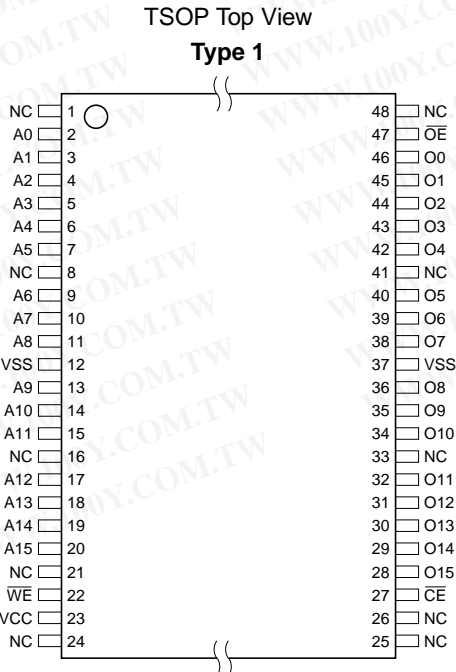 TSOP Top View
Type 1
NC 1 48 NC
A0 2 47 O̅E̅
A1 3 46 O0
A2 4 45 O1
A3 5 44 O2
A4 6 43 O3
A5 7 42 O4
NC 8 41 NC
A6 9 40 O5
A7 10 39 O6
A8 11 38 O7
VSS 12 37 VSS
A9 13 36 O8
A10 14 35 O9
A11 15 34 O10
NC 16 33 NC
A12 17 32 O11
A13 18 31 O12
A14 19 30 O13
A15 20 29 O14
NC 21 28 O15
W̅E̅ 22 27 C̅E̅
VCC 23 26 NC
NC 24 25 NC
WWW.100Y.COM.TW